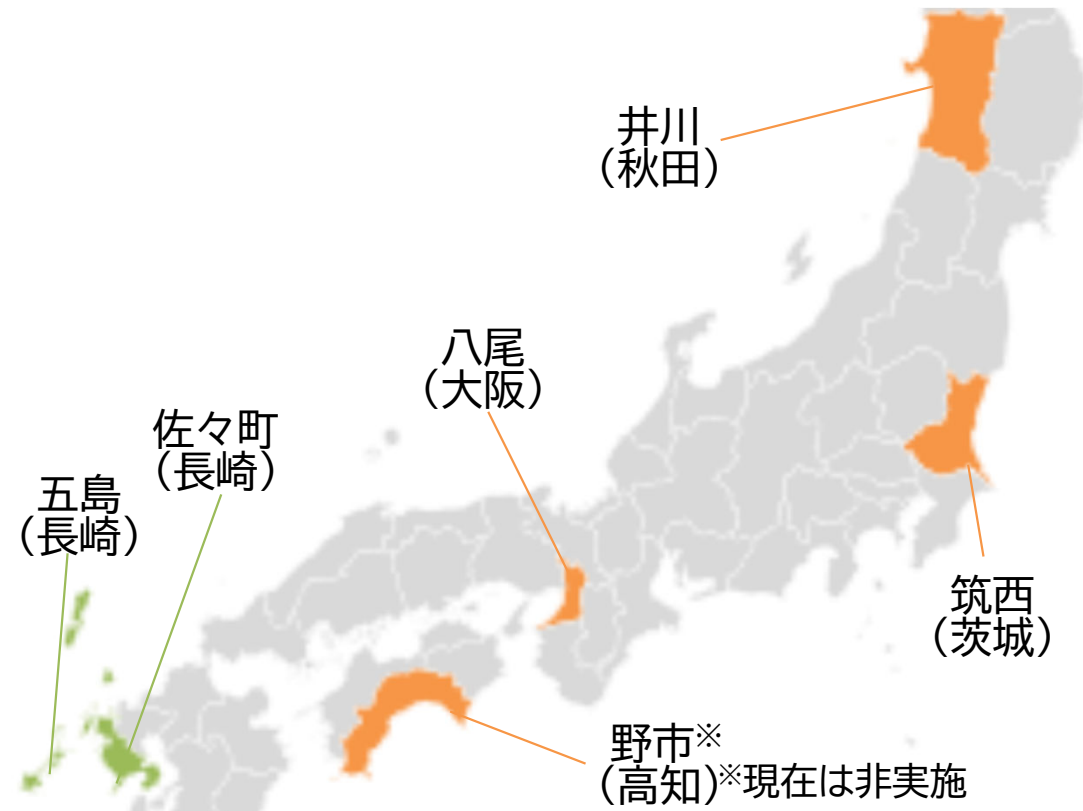 井川
（秋田）
八尾
（大阪）
佐々町
（長崎）
五島
（長崎）
筑西
（茨城）
野市※
（高知）※現在は非実施